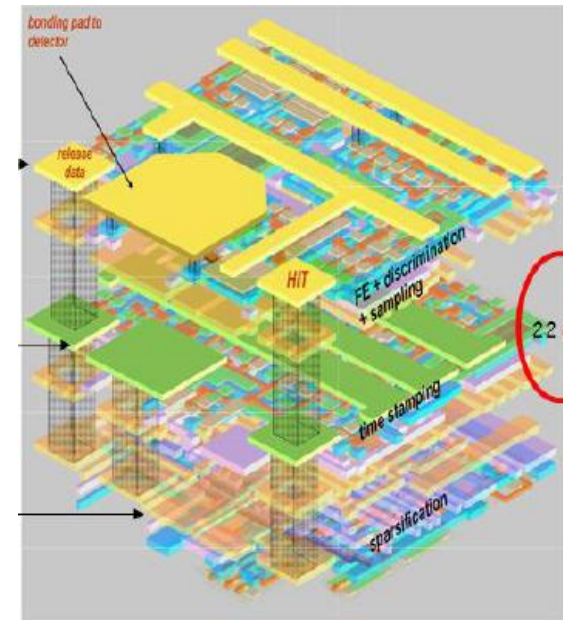 bonding pad to
detector
release
data
HIT
FE + discrimination
+ sampling
2.2
time stamping
sparsification